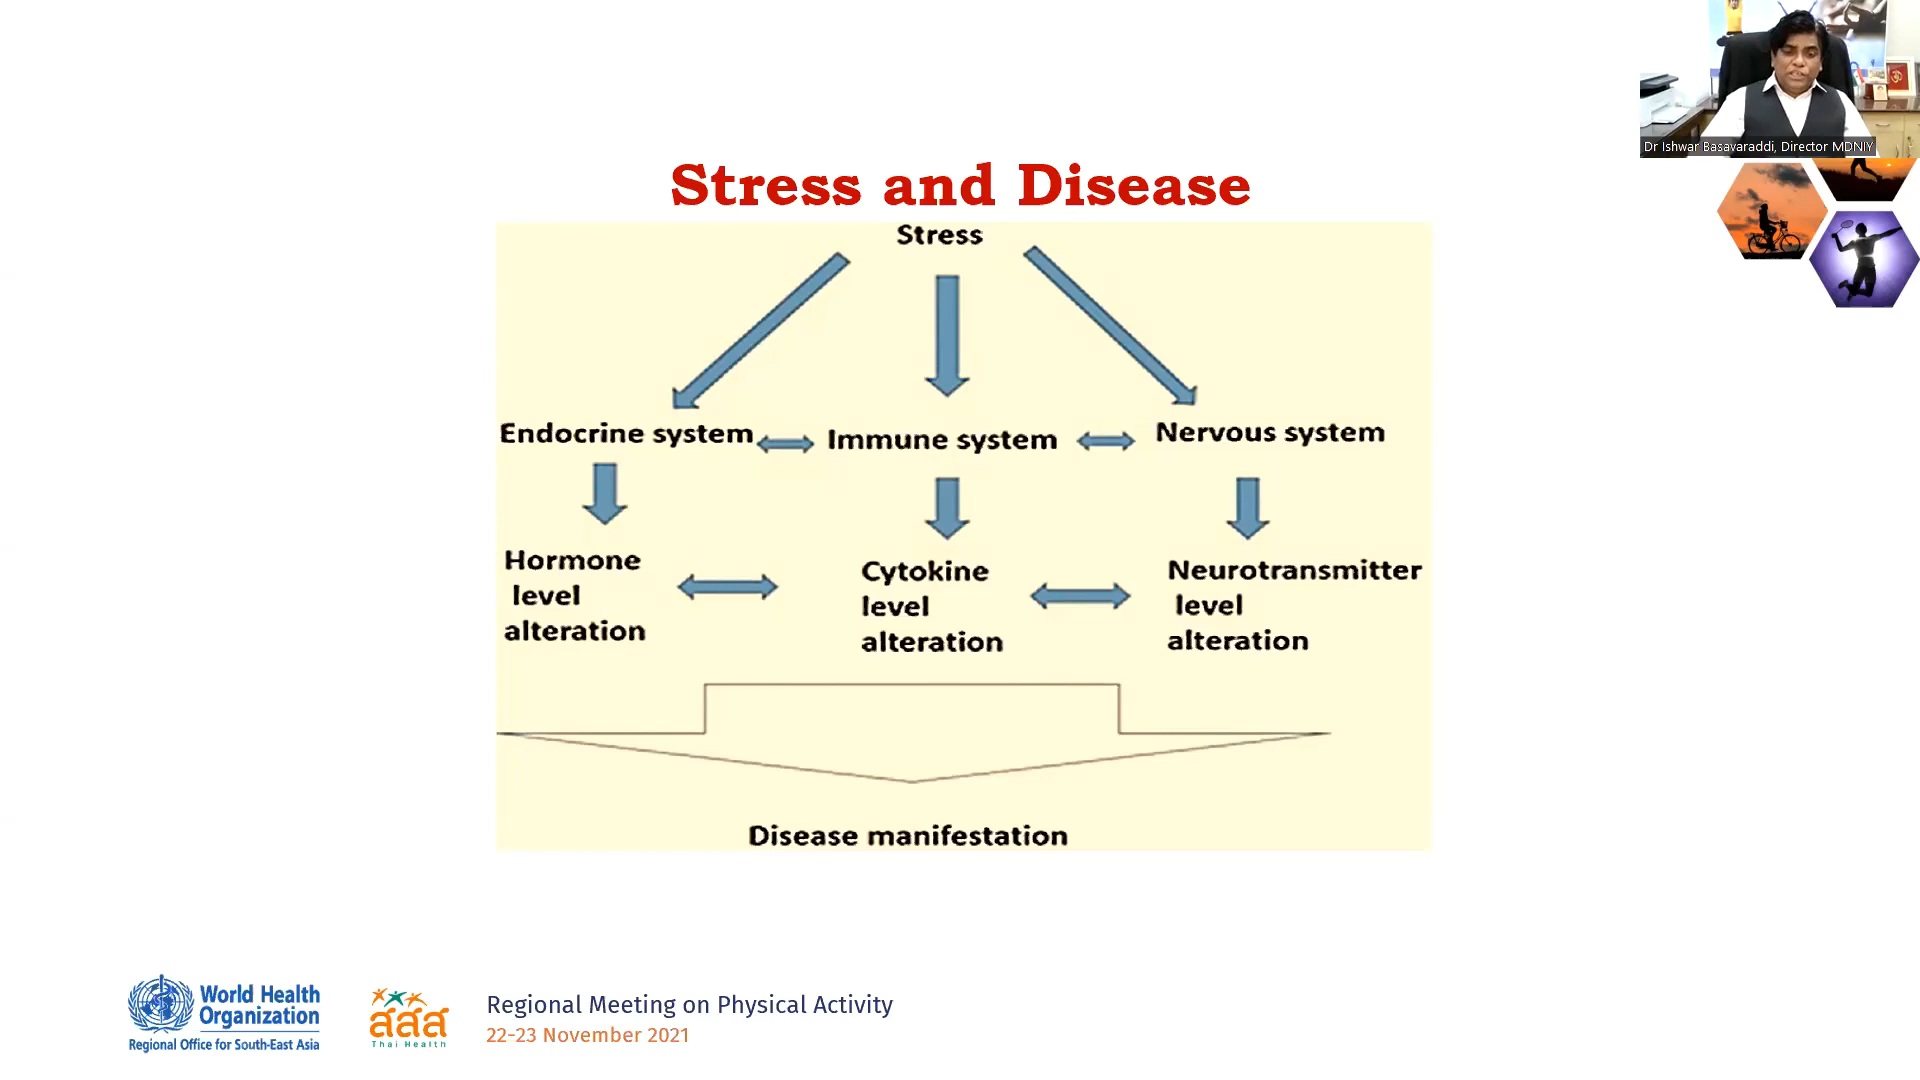 Dr Ishwar Basavaraddi, Director MDNIY
Stress and Disease
Stress
Endocrine system
Immune system
Nervous system
Hormone
level
alteration
Cytokine
level
alteration
Neurotransmitter
level
alteration
Disease manifestation
World Health
Organization
Regional Office for South-East Asia
สสส
Thai Health
Regional Meeting on Physical Activity
22-23 November 2021